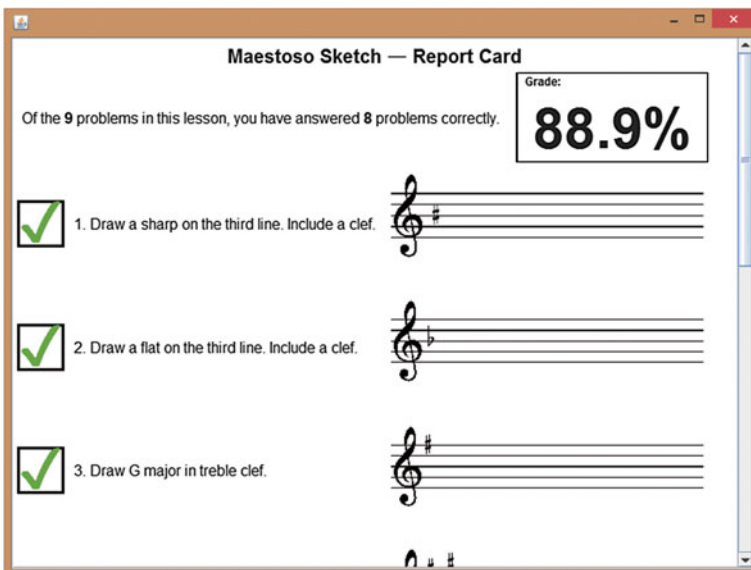 Maestoso Sketch — Report Card
Of the 9 problems in this lesson, you have answered 8 problems correctly.
Grade:
88.9%
1. Draw a sharp on the third line. Include a clef.
2. Draw a flat on the third line. Include a clef.
3. Draw G major in treble clef.